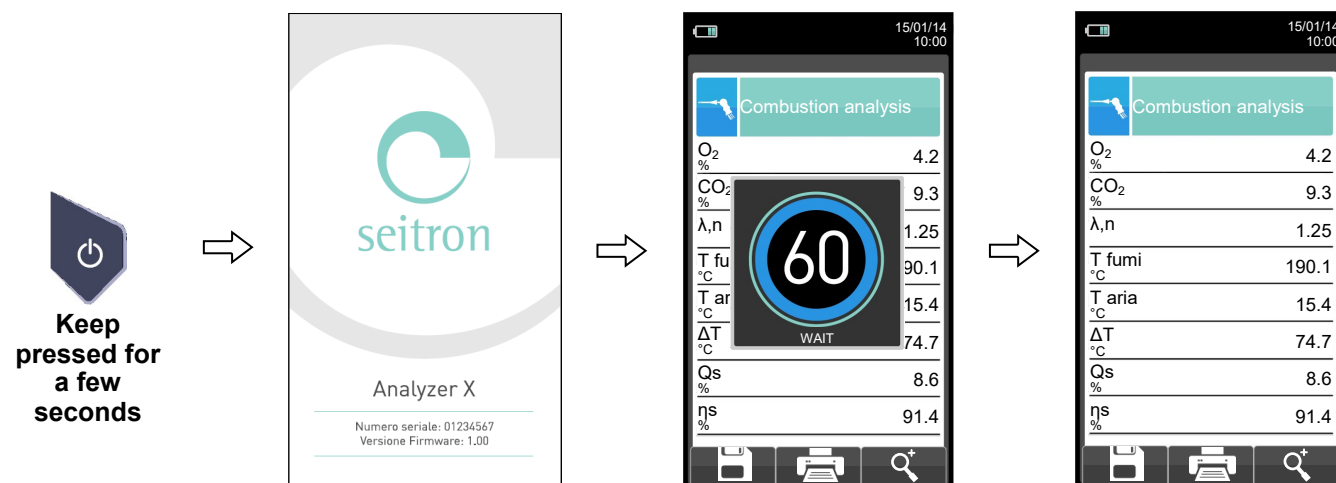 Keep
pressed for
a few
seconds
seitron
Analyzer X
Numero seriale: 01234567
Versione Firmware: 1.00
15/01/14
10:00
Combustion analysis
O₂
%
4.2
CO₂
%
9.3
λ,n
1.25
T fu
°C
90.1
T ar
°C
15.4
ΔT
°C
74.7
Qs
%
8.6
ηs
%
91.4
60
WAIT
15/01/14
10:00
Combustion analysis
O₂
%
4.2
CO₂
%
9.3
λ,n
1.25
T fumi
°C
190.1
T aria
°C
15.4
ΔT
°C
74.7
Qs
%
8.6
ηs
%
91.4